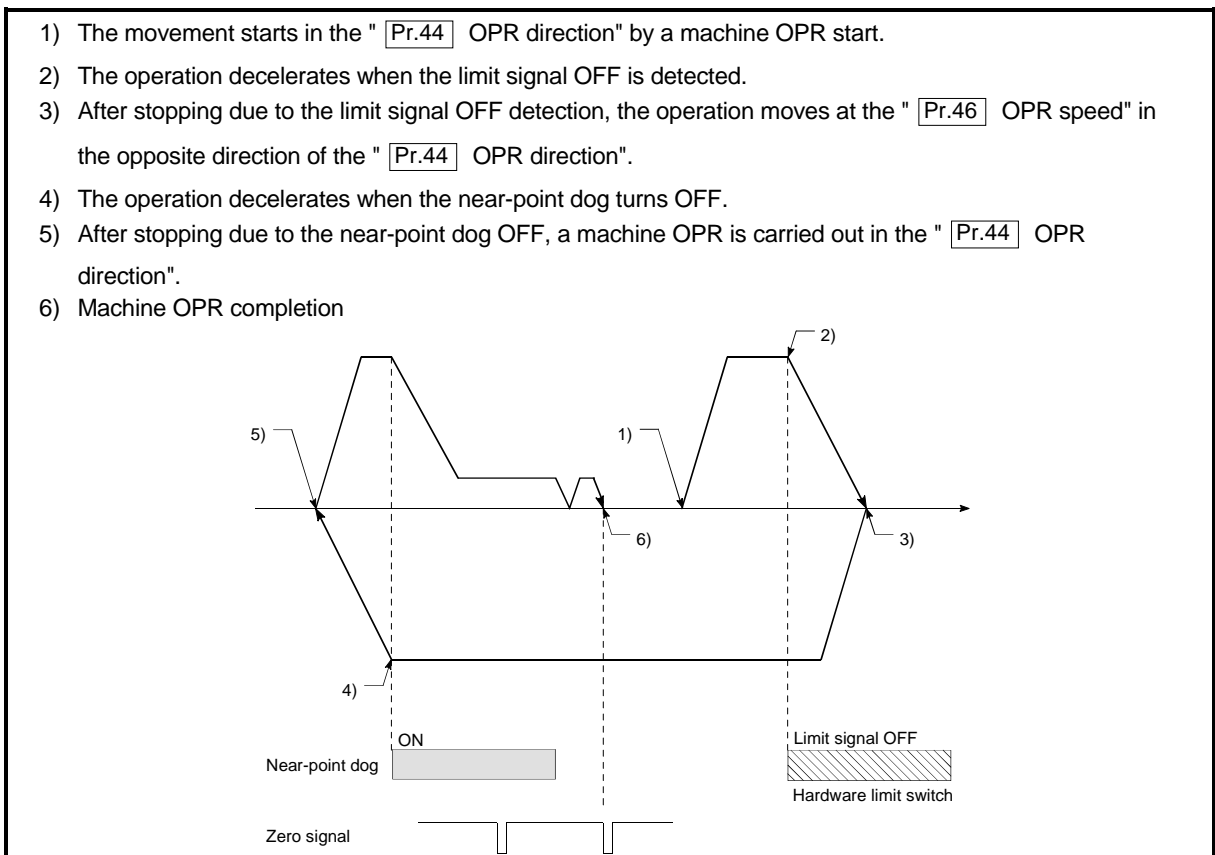 1) The movement starts in the " Pr.44 OPR direction" by a machine OPR start.
2) The operation decelerates when the limit signal OFF is detected.
3) After stopping due to the limit signal OFF detection, the operation moves at the " Pr.46 OPR speed" in
the opposite direction of the " Pr.44 OPR direction".
4) The operation decelerates when the near-point dog turns OFF.
5) After stopping due to the near-point dog OFF, a machine OPR is carried out in the " Pr.44 OPR
direction".
6) Machine OPR completion
2)
5)
1)
6)
3)
4)
ON
Limit signal OFF
Near-point dog
Hardware limit switch
Zero signal